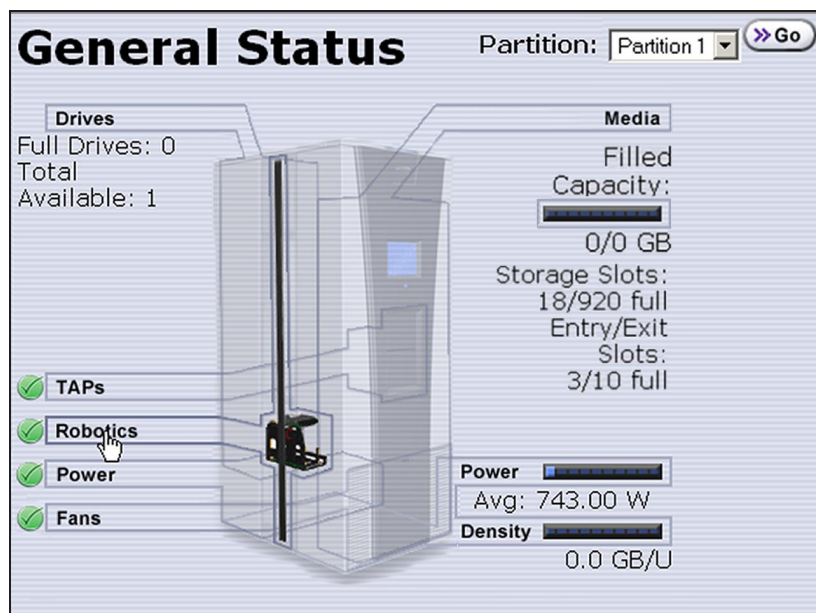 General Status
Partition: Partition 1 >> Go
Drives
Full Drives: 0
Total
Available: 1
Media
Filled
Capacity:
0/0 GB
Storage Slots:
18/920 full
Entry/Exit
Slots:
3/10 full
TAPs
Robotics
Power
Fans
Power
Avg: 743.00 W
Density
0.0 GB/U